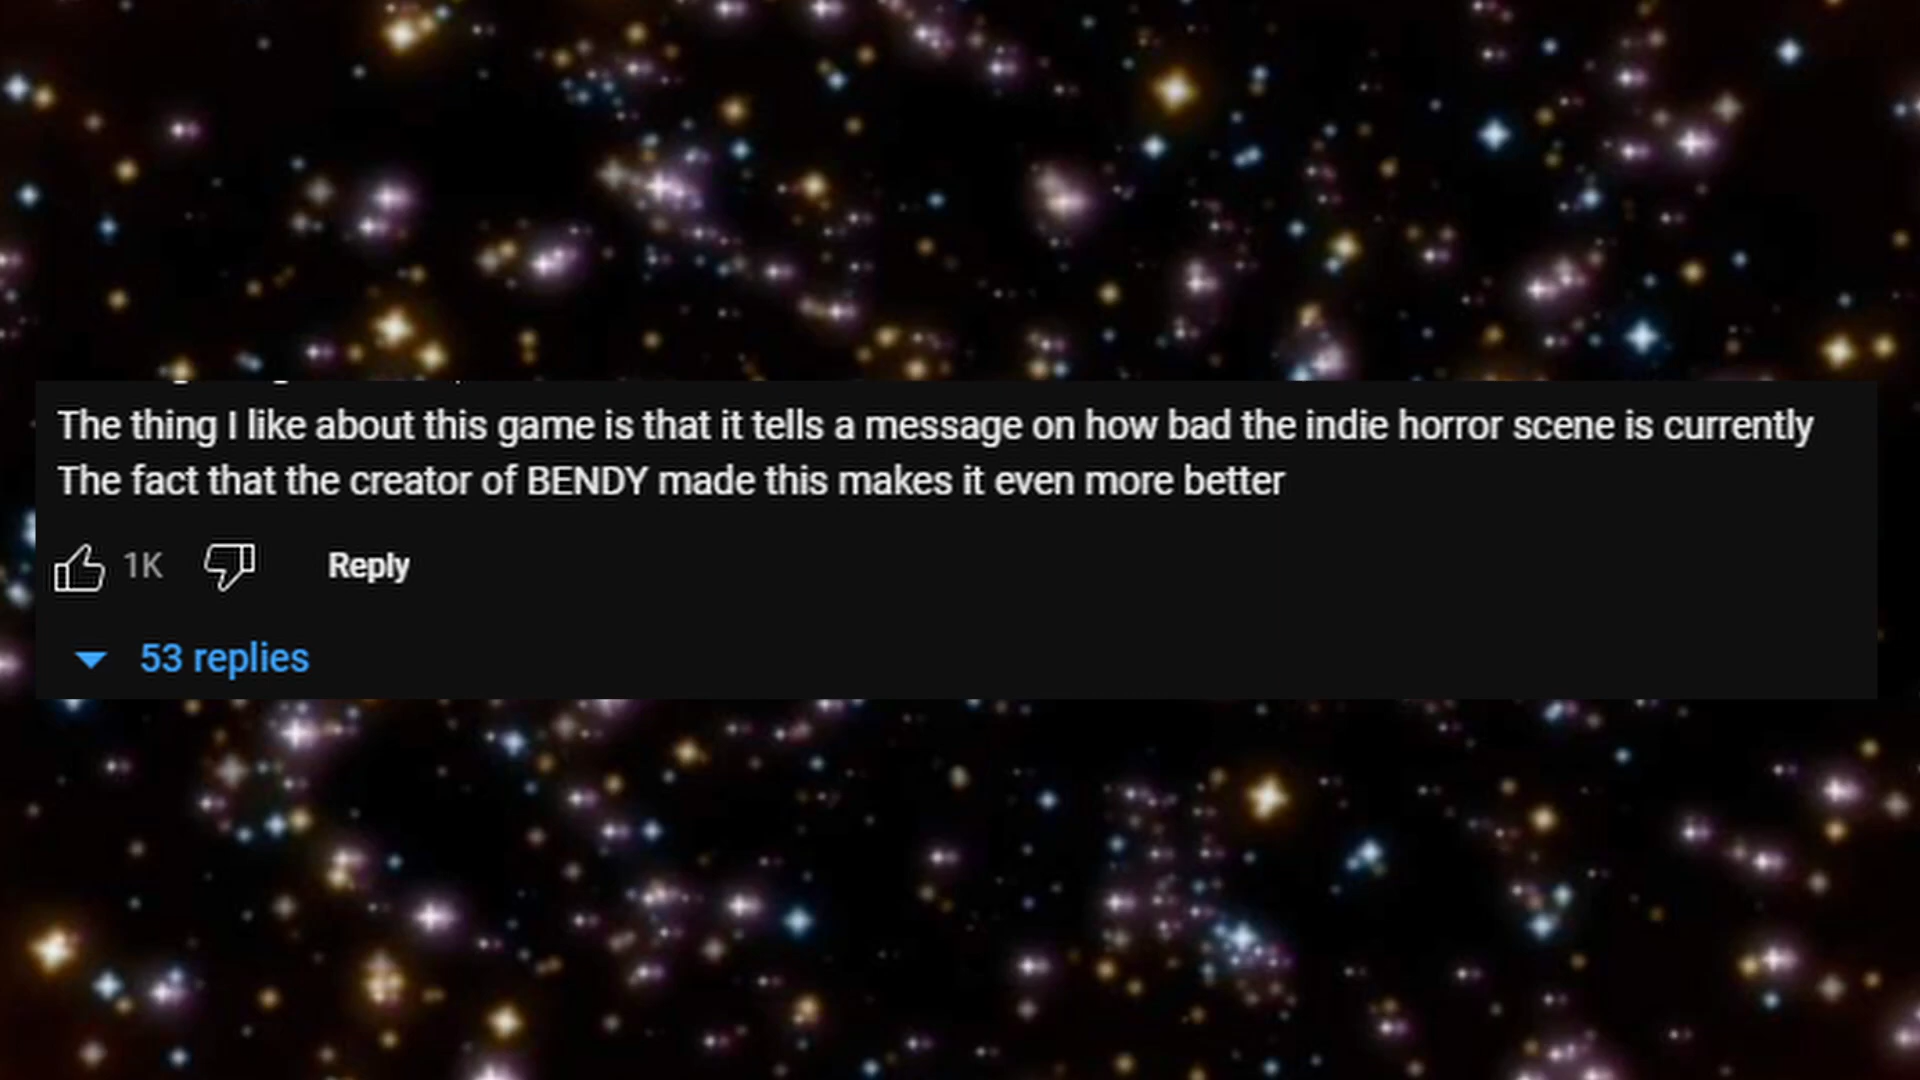 The thing I like about this game is that it tells a message on how bad the indie horror scene is currently
The fact that the creator of BENDY made this makes it even more better
1K Reply
53 replies